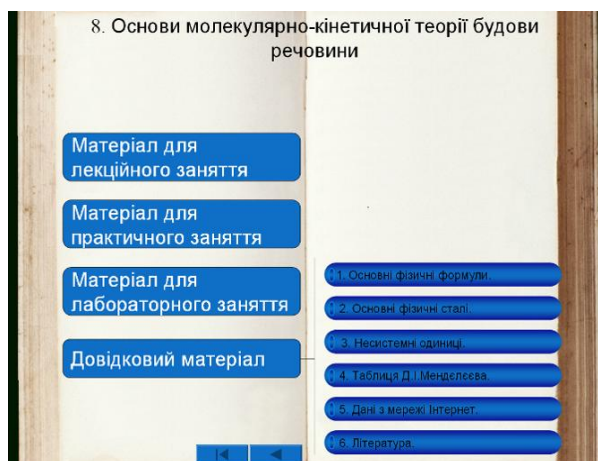 8. Основи молекулярно-кінетичної теорії будови
речовини
Матеріал для
лекційного заняття
Матеріал для
практичного заняття
Матеріал для
лабораторного заняття
Довідковий матеріал
1. Основні фізичні формули.
2. Основні фізичні сталі.
3. Несистемні одиниці.
4. Таблиця Д.І.Менделєєва.
5. Дані з мережі Інтернет.
6. Література.